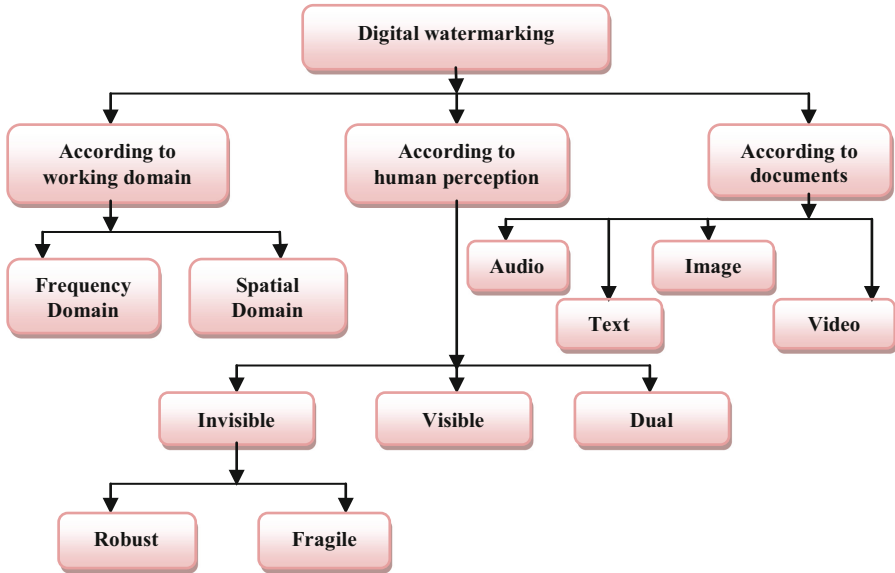 Digital watermarking
According to
working domain
According to
human perception
According to
documents
Frequency
Domain
Spatial
Domain
Audio
Image
Text
Video
Invisible
Visible
Dual
Robust
Fragile